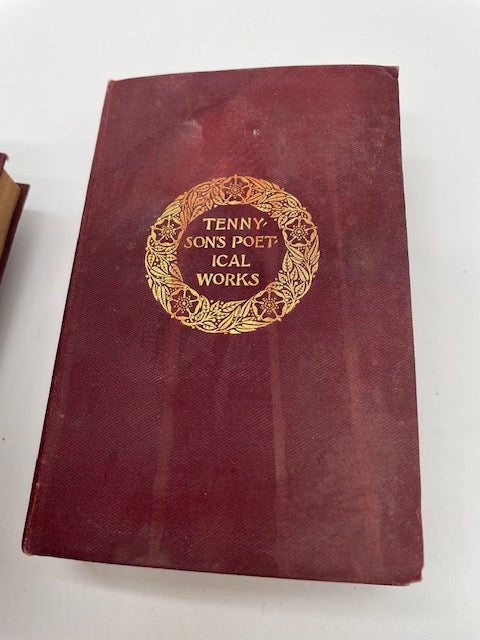 TENNY·
SON'S POET·
ICAL
WORKS